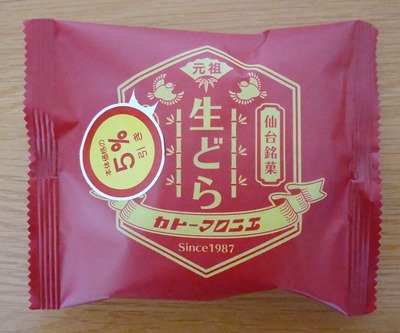 元祖
生どら
仙台銘菓
本体価格の
5%
引き
カトーマロニエ
Since1987